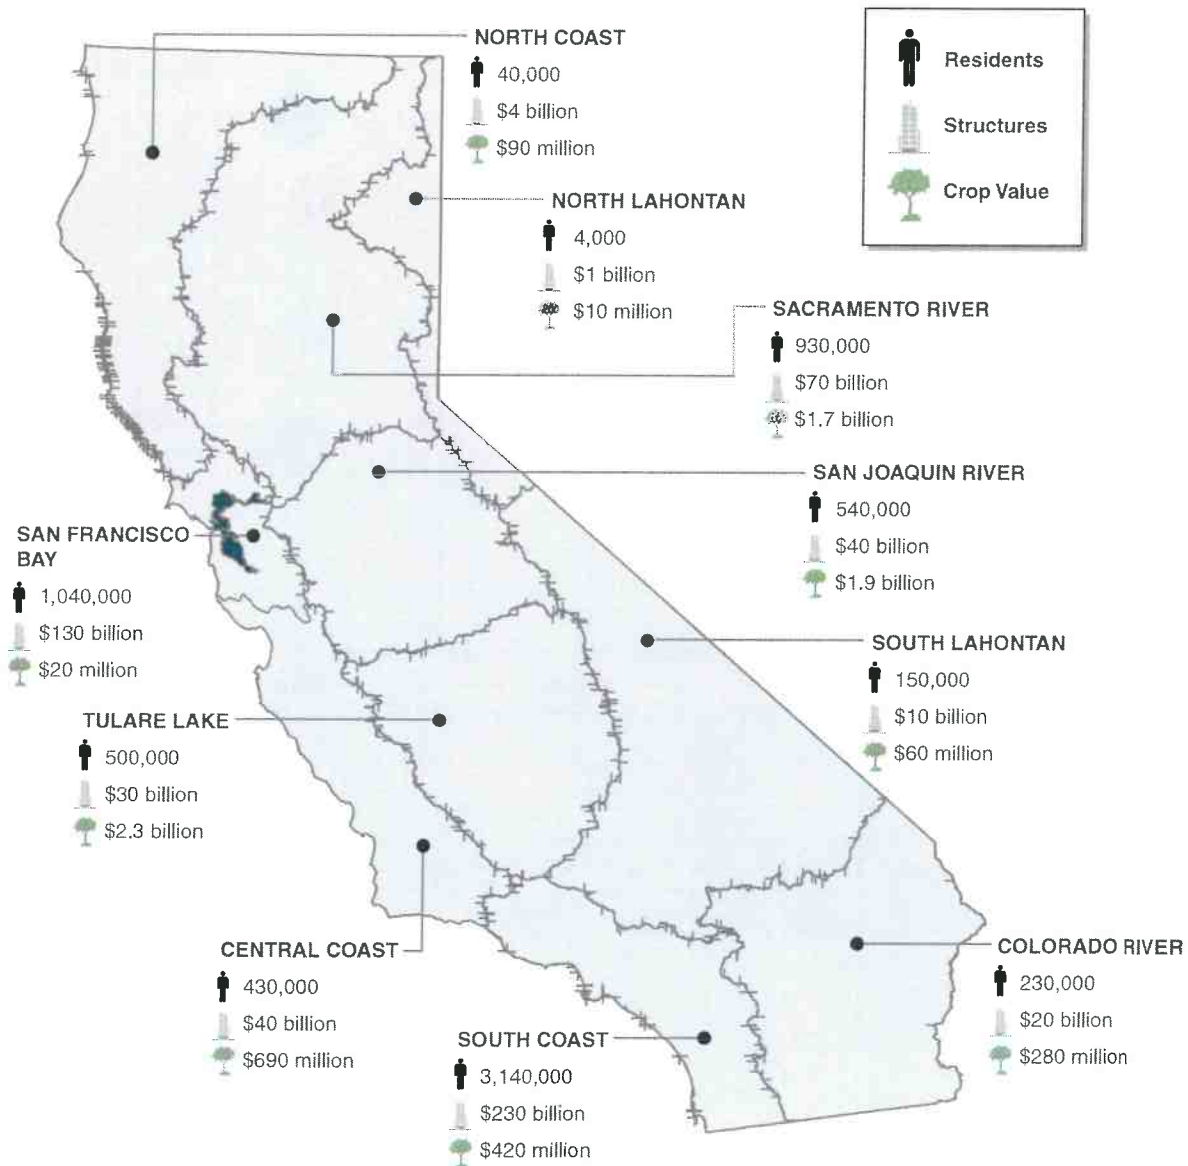 NORTH COAST
40,000
$4 billion
$90 million
Residents
Structures
Crop Value
NORTH LAHONTAN
4,000
$1 billion
$10 million
SACRAMENTO RIVER
930,000
$70 billion
$1.7 billion
SAN JOAQUIN RIVER
540,000
$40 billion
$1.9 billion
SAN FRANCISCO
BAY
1,040,000
$130 billion
$20 million
SOUTH LAHONTAN
150,000
$10 billion
$60 million
TULARE LAKE
500,000
$30 billion
$2.3 billion
CENTRAL COAST
430,000
$40 billion
$690 million
COLORADO RIVER
230,000
$20 billion
$280 million
SOUTH COAST
3,140,000
$230 billion
$420 million